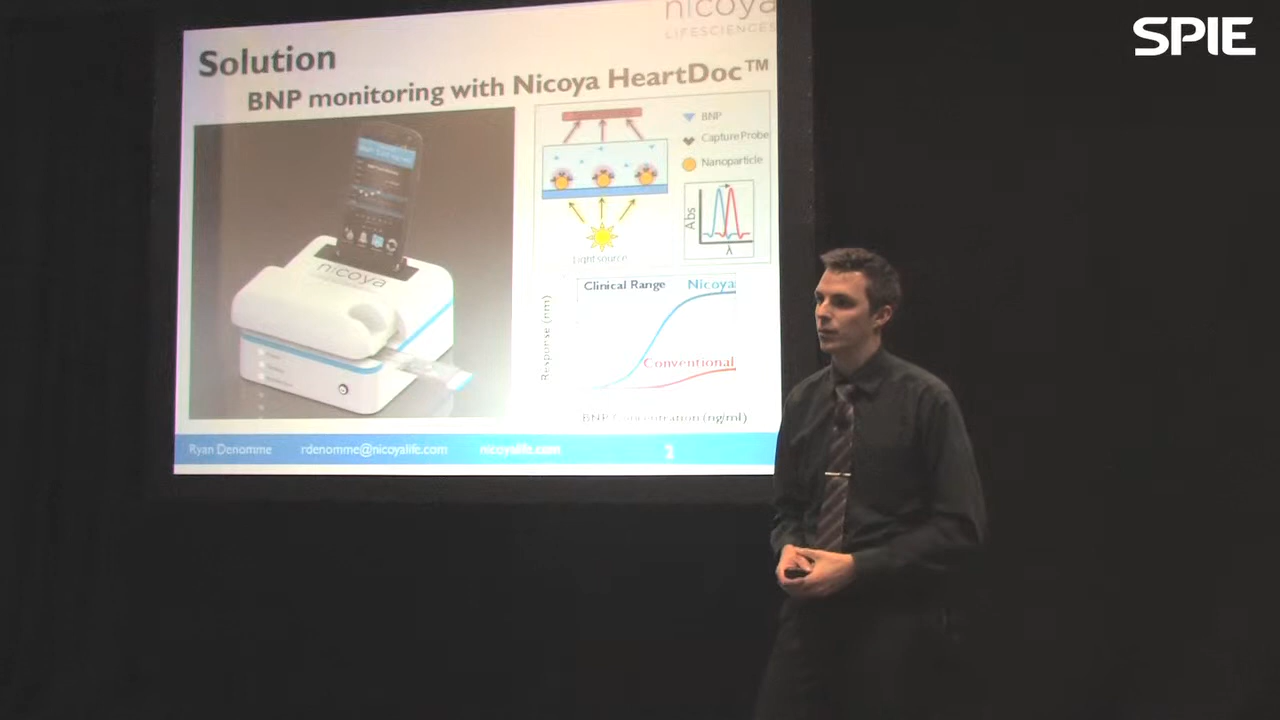 SPIE
nicoya
LIFESCIENCES
Solution
BNP monitoring with Nicoya HeartDoc™
BNP
Capture Probe
Nanoparticle
Abs
λ
Light source
nicoya
Clinical Range
Nicoya
Conventional
Response (nm)
BNP Concentration (ng/ml)
Ryan Denomme rdenomme@nicoyalife.com nicoyalife.com